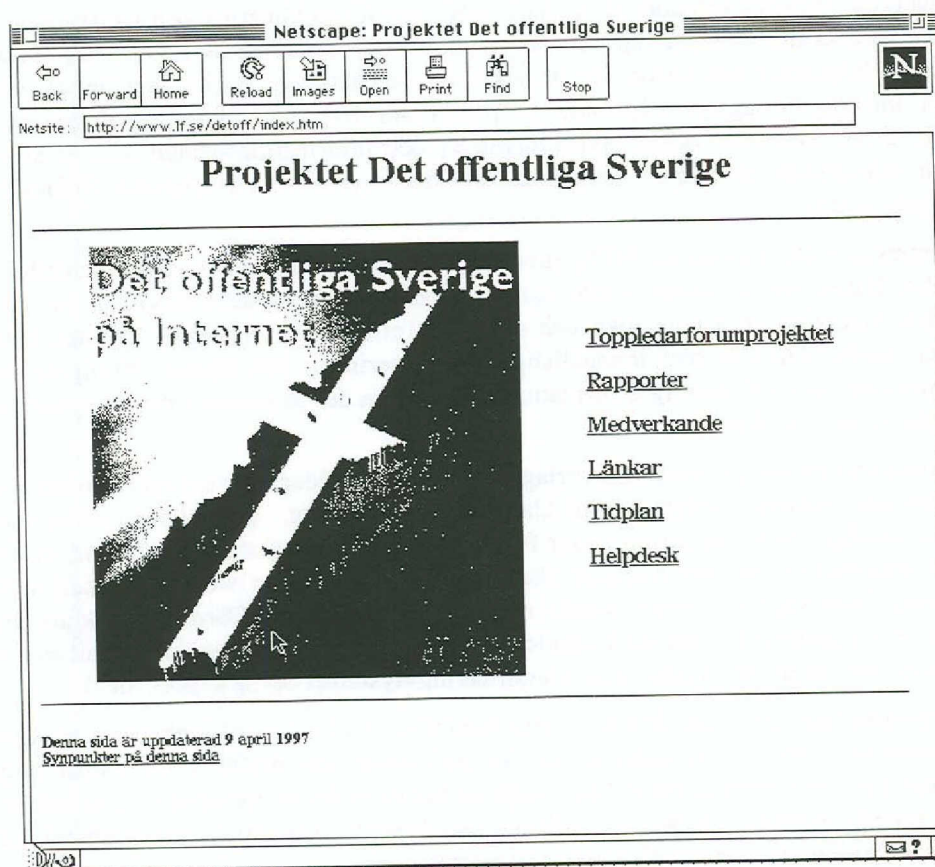 Netscape: Projektet Det offentliga Sverige
Back Forward Home Reload Images Open Print Find Stop
N
Netsite: http://www.lf.se/detoff/index.htm
Projektet Det offentliga Sverige
Det offentliga Sverige
på Internet
Toppledarforumprojektet
Rapporter
Medverkande
Länkar
Tidplan
Helpdesk
Denna sida är uppdaterad 9 april 1997
Synpunkter på denna sida
?